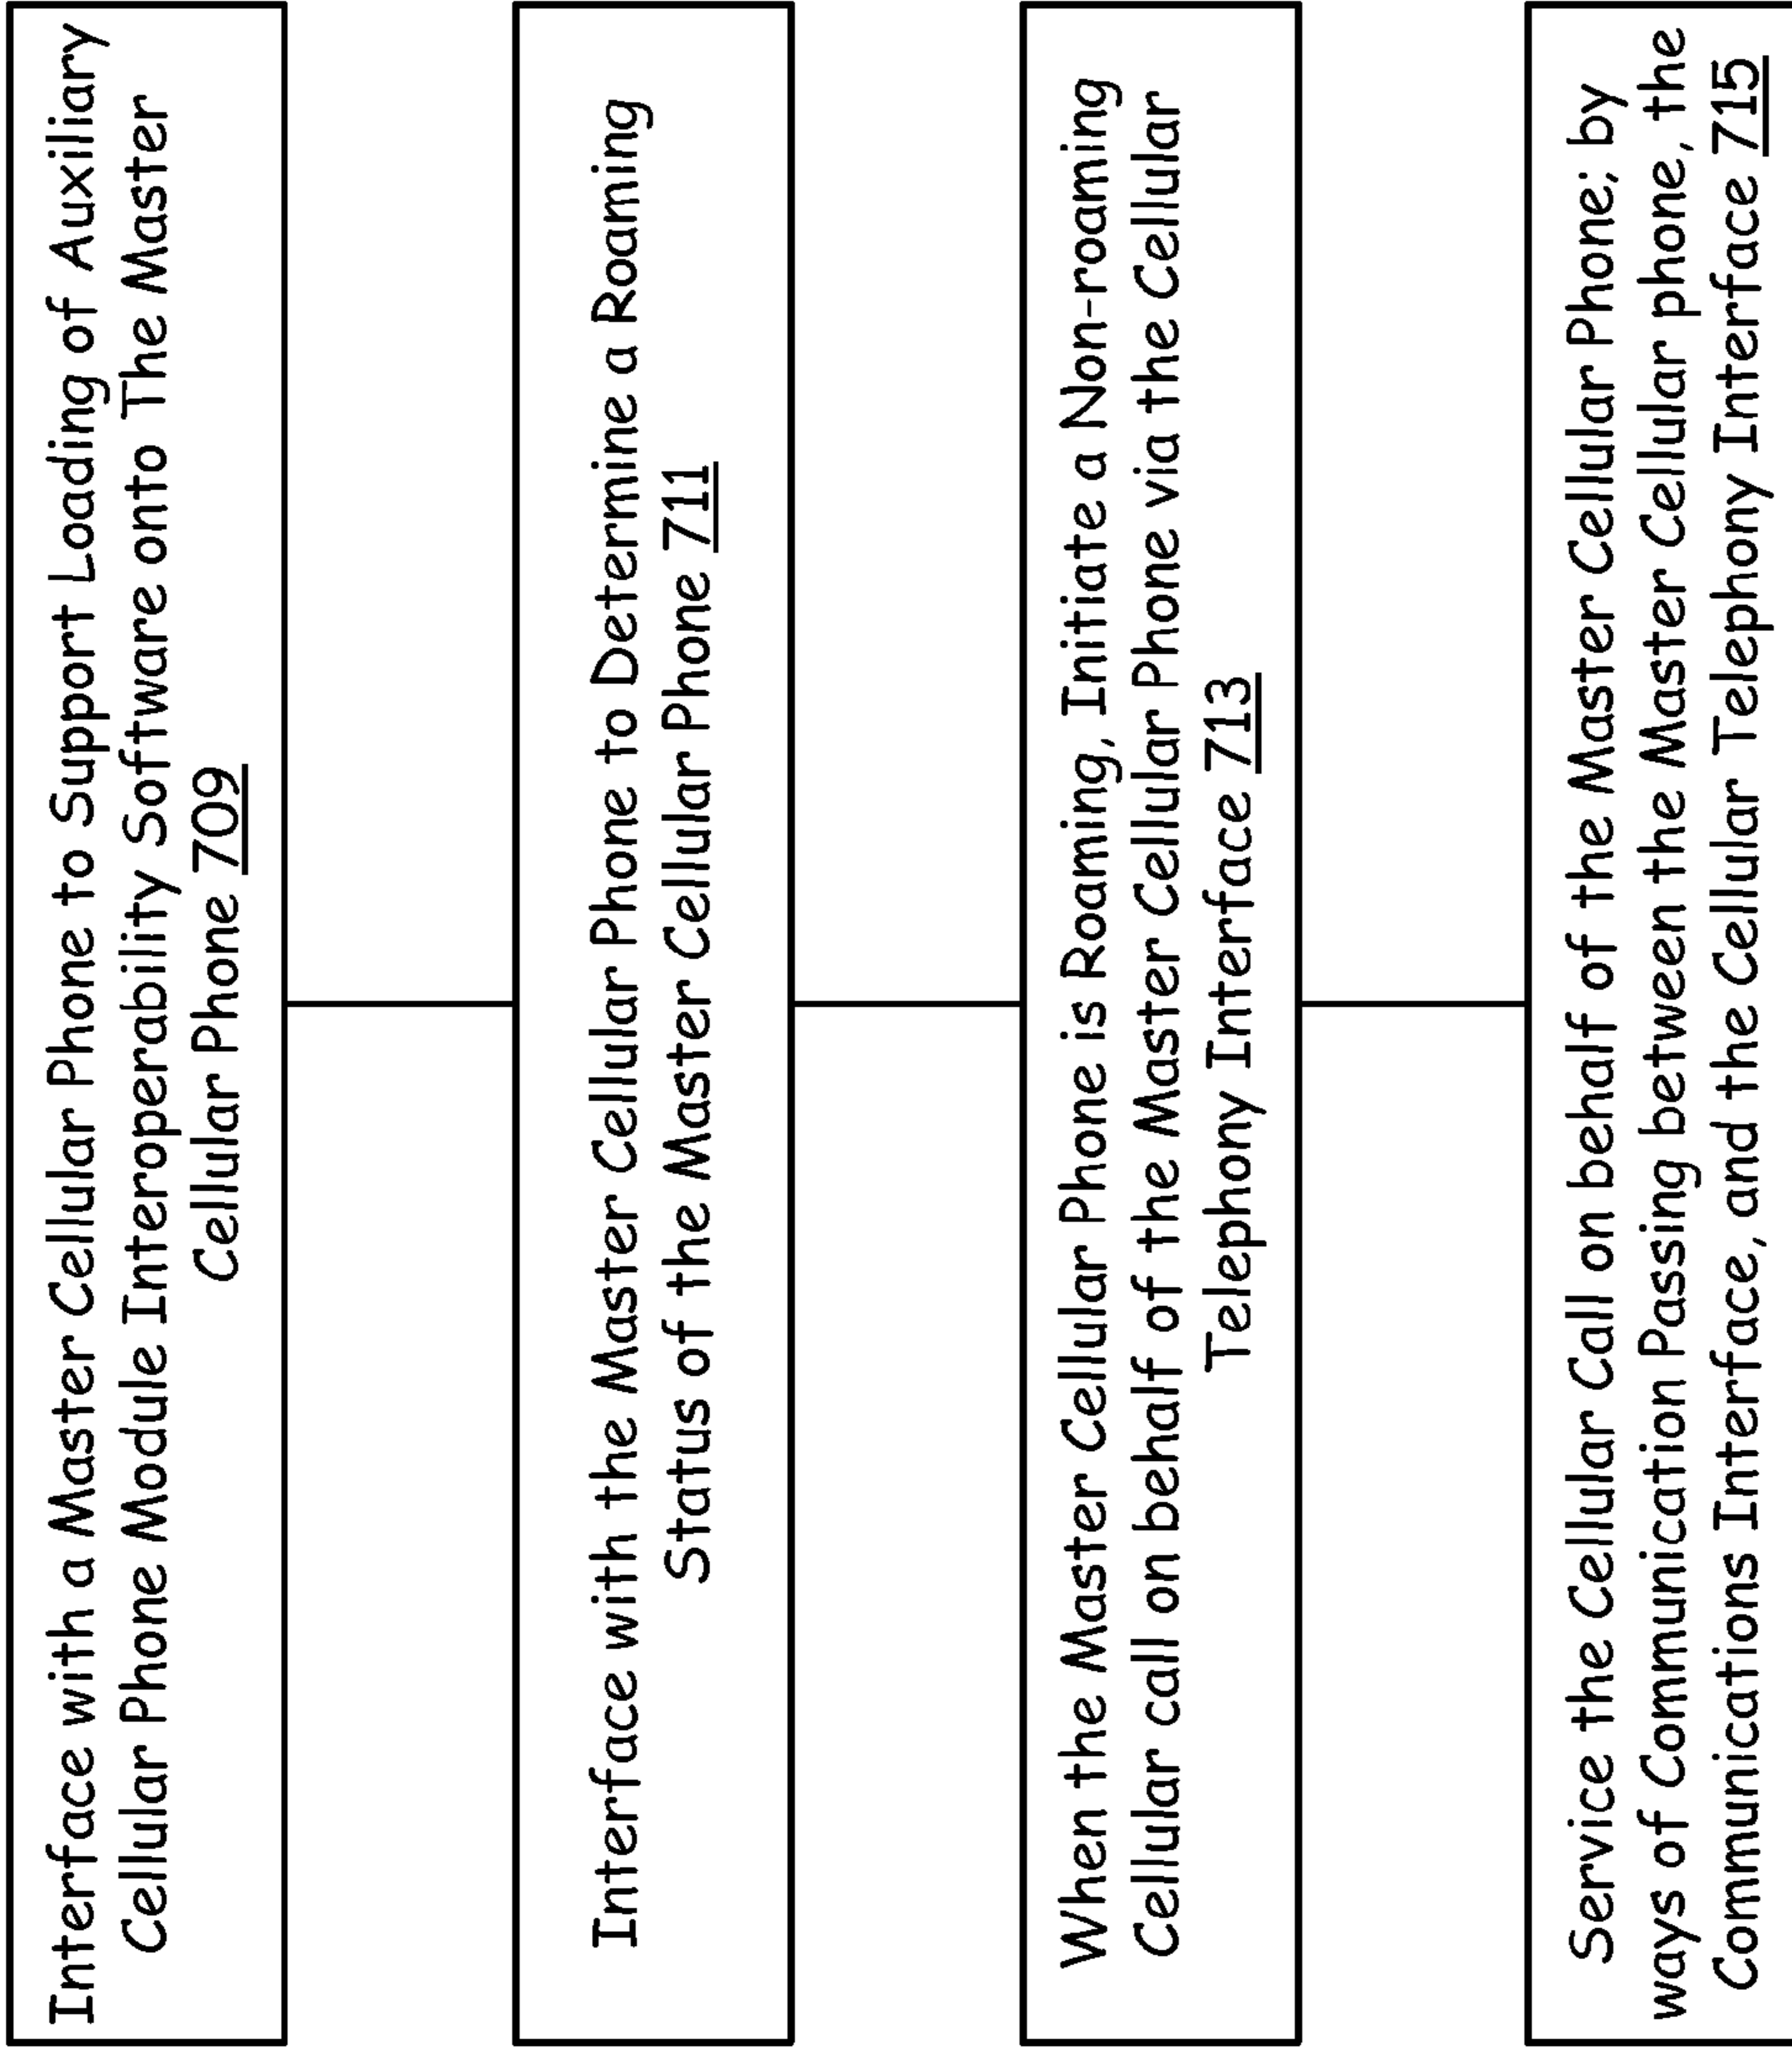 Interface with a Master Cellular Phone to Support Loading of Auxiliary
Cellular Phone Module Interoperability Software onto The Master
Cellular Phone 709
Interface with the Master Cellular Phone to Determine a Roaming
Status of the Master Cellular Phone 711
When the Master Cellular Phone is Roaming, Initiate a Non-roaming
Cellular call on behalf of the Master Cellular Phone via the Cellular
Telephony Interface 713
Service the Cellular Call on behalf of the Master Cellular Phone; by
ways of Communication Passing between the Master Cellular phone, the
Communications Interface, and the Cellular Telephony Interface 715